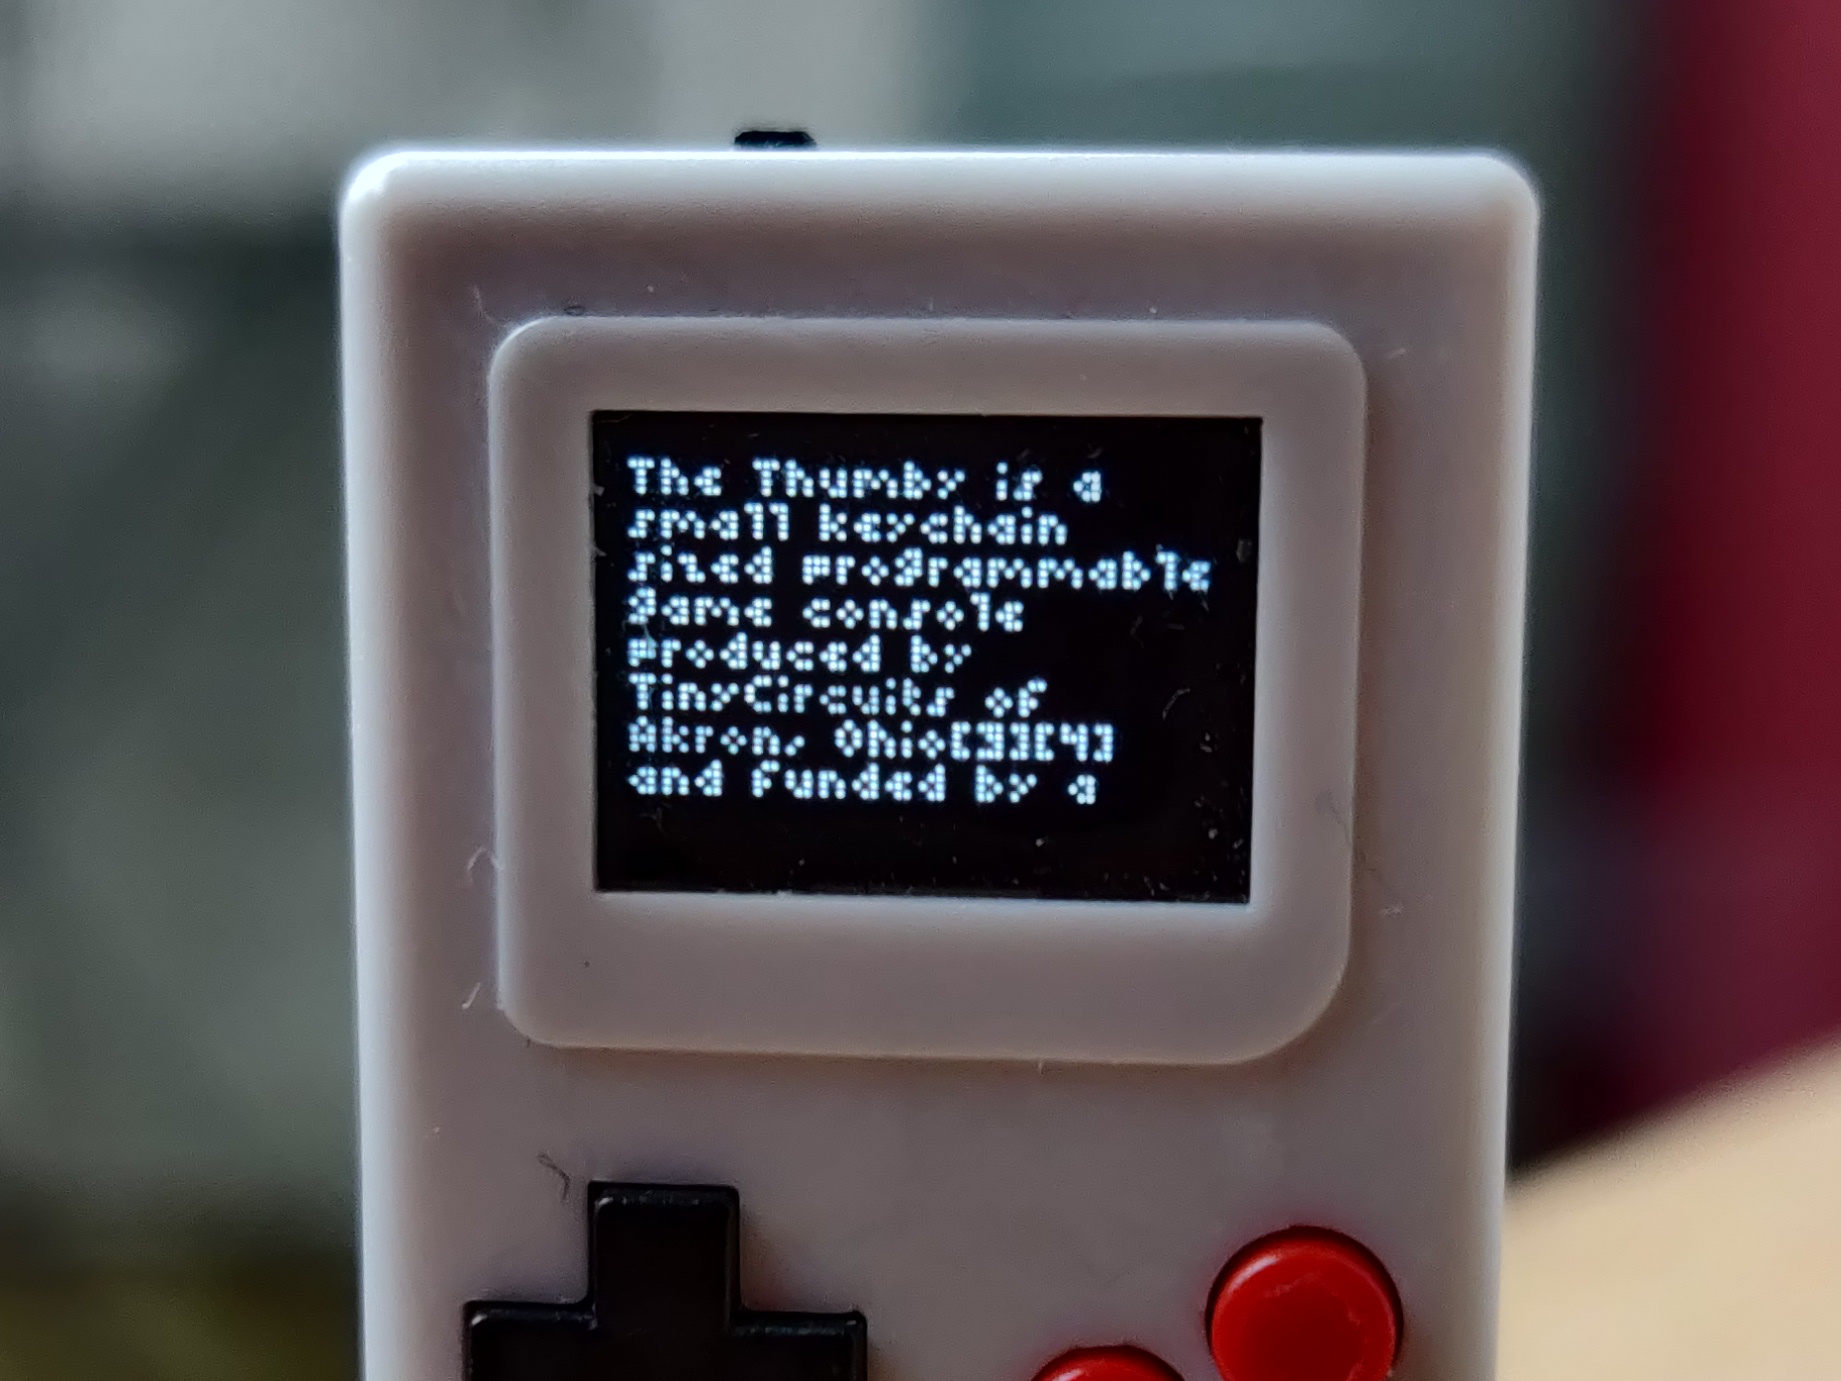 The Thumby is a
small keychain
sized programmable
game console
produced by
TinyCircuits of
Akron, Ohio[3][4]
and funded by a